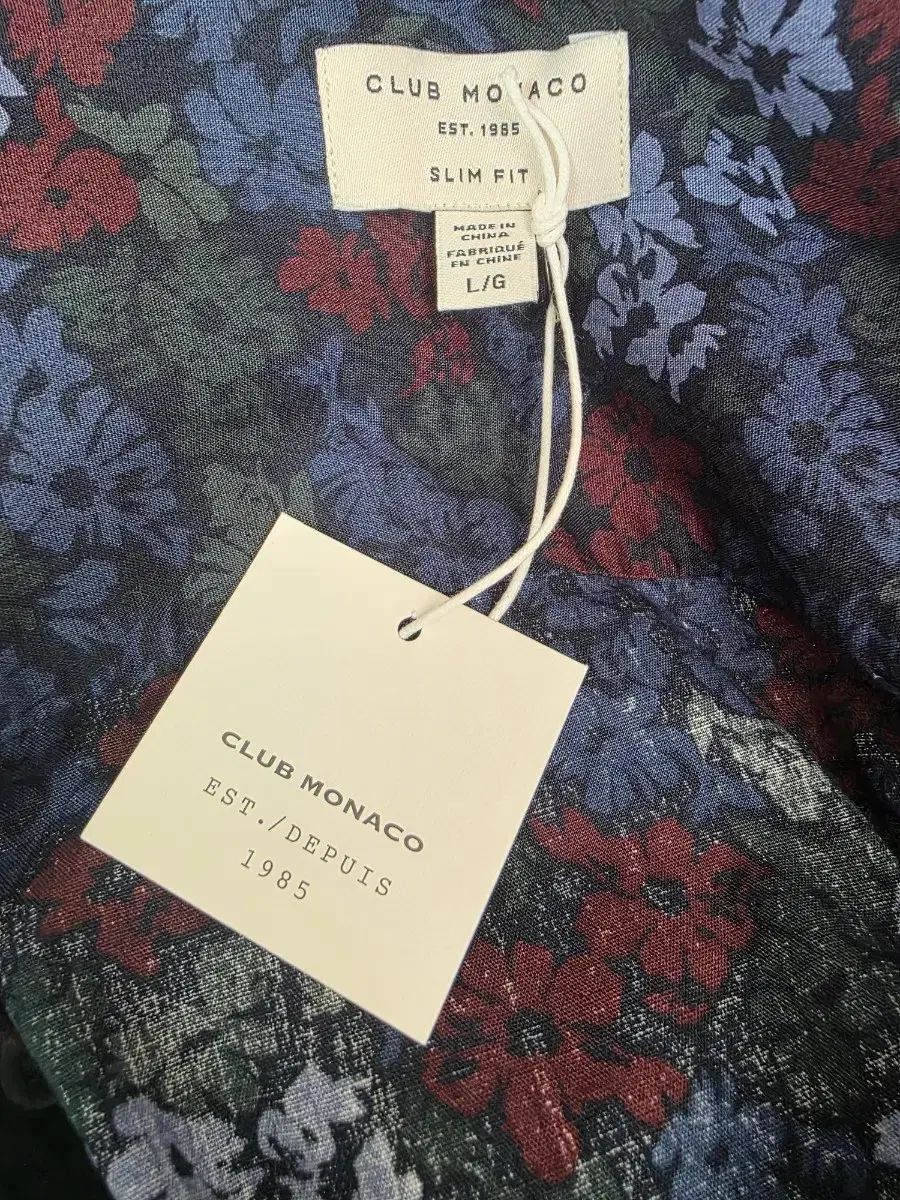 CLUB MONACO
EST. 1985
SLIM FIT
MADE IN
CHINA
FABRIQUÉ
EN CHINE
L/G
CLUB MONACO
EST./DEPUIS
1985